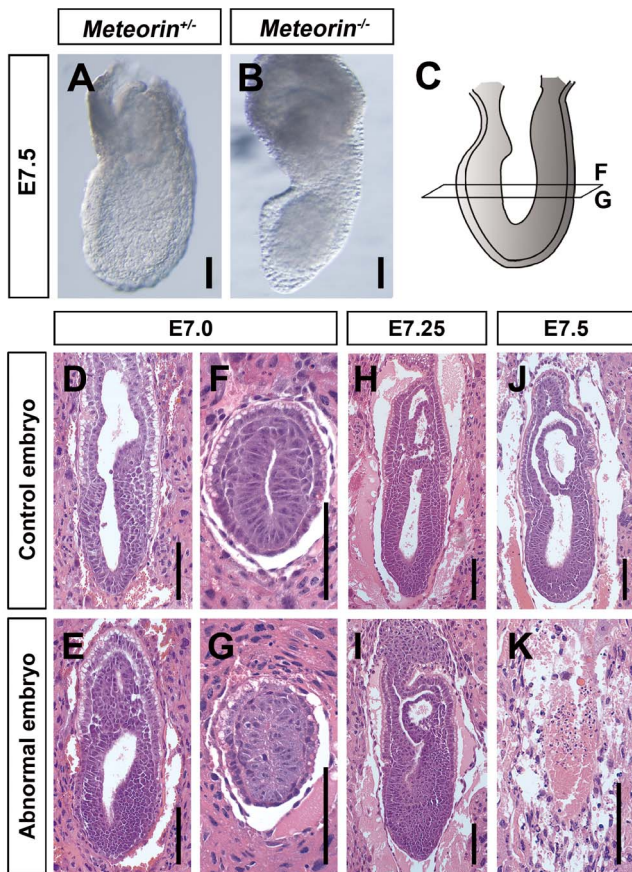 Meteorin+/-
Meteorin-/-
E7.5
A
B
C
F
G
E7.0
E7.25
E7.5
Control embryo
D
F
H
J
Abnormal embryo
E
G
I
K